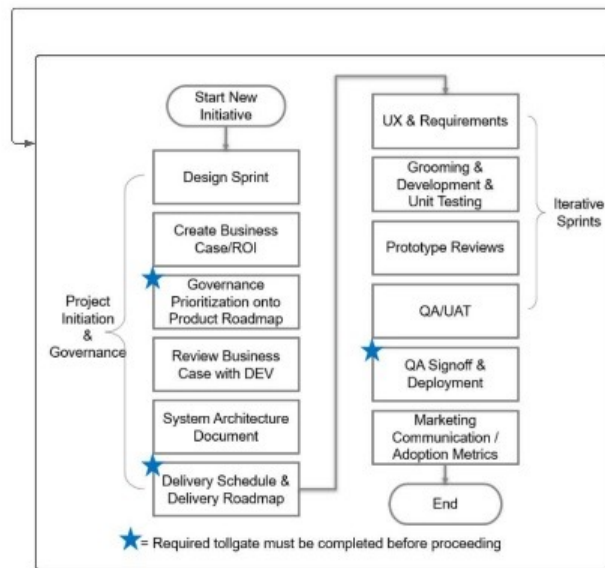 Start New
Initiative
Project
Initiation
&
Governance
Design Sprint
Create Business
Case/ROI
Governance
Prioritization onto
Product Roadmap
Review Business
Case with DEV
System Architecture
Document
Delivery Schedule &
Delivery Roadmap
UX & Requirements
Grooming &
Development &
Unit Testing
Prototype Reviews
QA/UAT
Iterative
Sprints
QA Signoff &
Deployment
Marketing
Communication /
Adoption Metrics
End
= Required tollgate must be completed before proceeding